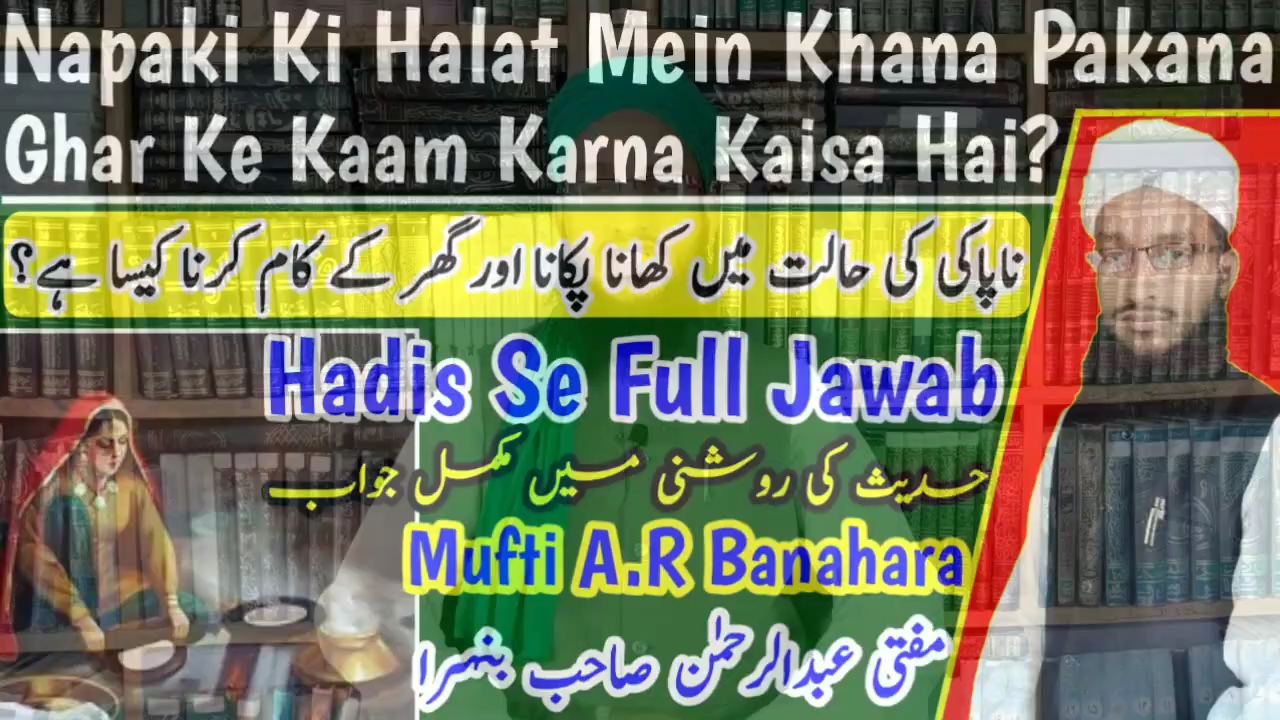 Napaki Ki Halat Mein Khana Pakana
Ghar Ke Kaam Karna Kaisa Hai?
ناپاکی کی حالت میں کھانا پکانا اور گھر کے کام کرنا کیسا ہے؟
Hadis Se Full Jawab
حدیث کی روشنی میں مکمل جواب
Mufti A.R Banahara
مفتی عبدالرحمٰن صاحب بنہرا